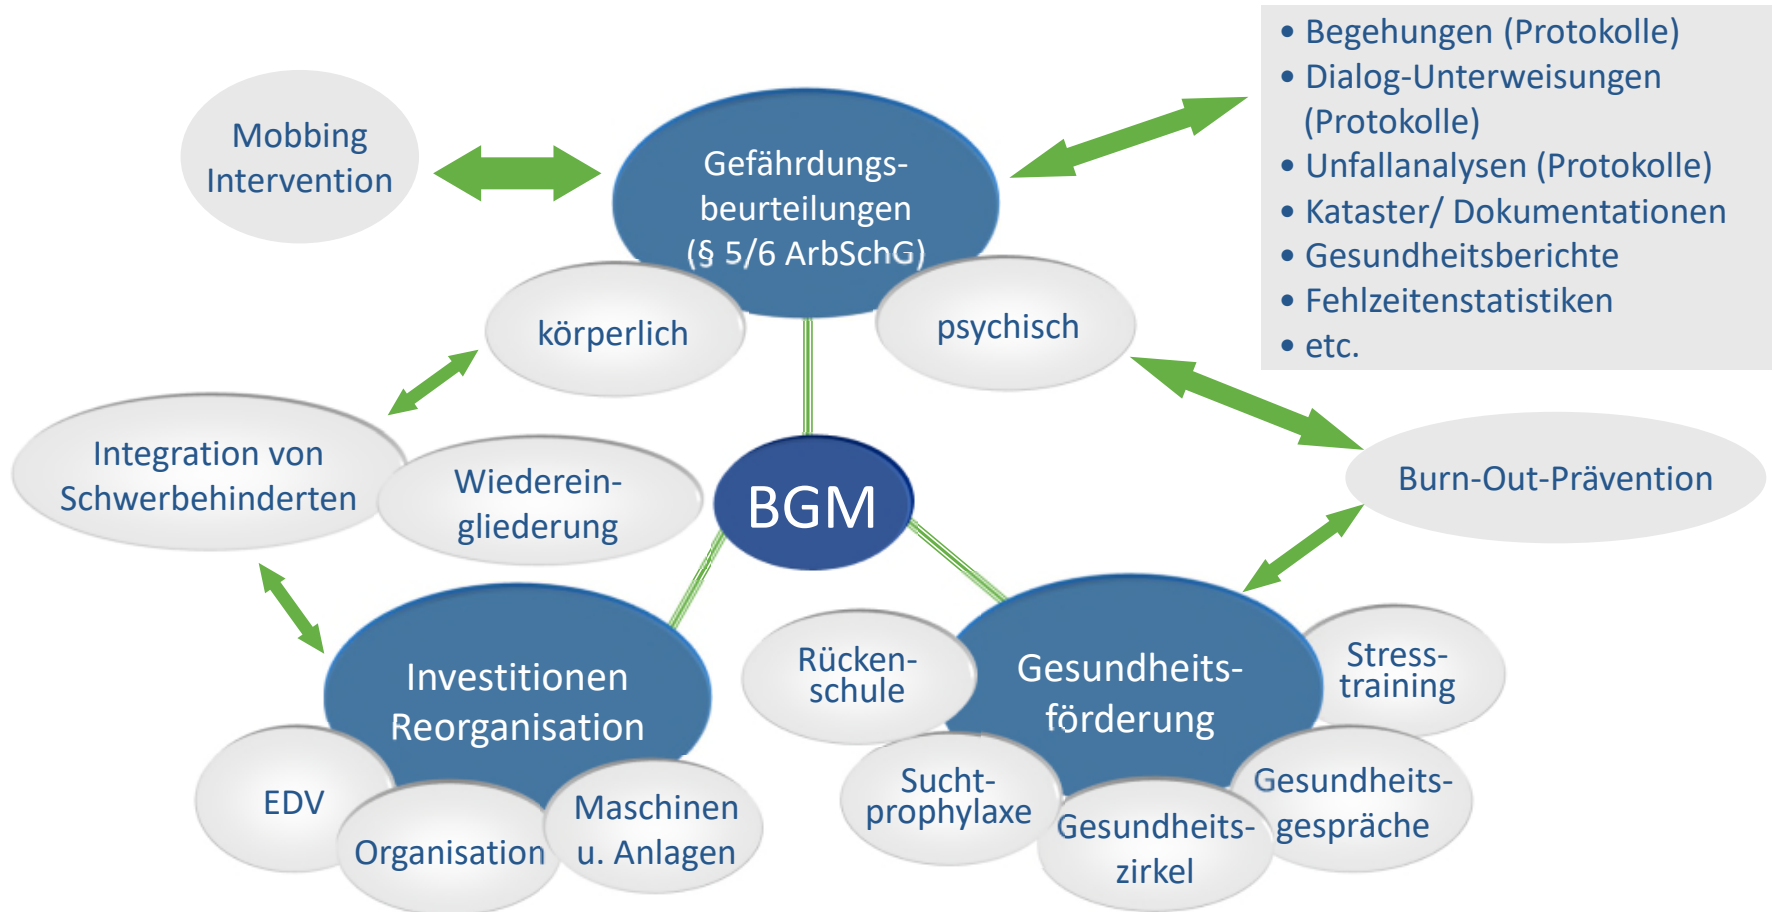 • Begehungen (Protokolle)
• Dialog-Unterweisungen
(Protokolle)
• Unfallanalysen (Protokolle)
• Kataster/ Dokumentationen
• Gesundheitsberichte
• Fehlzeitenstatistiken
• etc.
Mobbing
Intervention
Gefährdungs-
beurteilungen
(§ 5/6 ArbSchG)
körperlich
psychisch
Integration von
Schwerbehinderten
Wiederein-
gliederung
BGM
Burn-Out-Prävention
Investitionen
Reorganisation
EDV
Organisation
Maschinen
u. Anlagen
Gesundheits-
förderung
Rücken-
schule
Sucht-
prophylaxe
Gesundheits-
zirkel
Gesundheits-
gespräche
Stress-
training